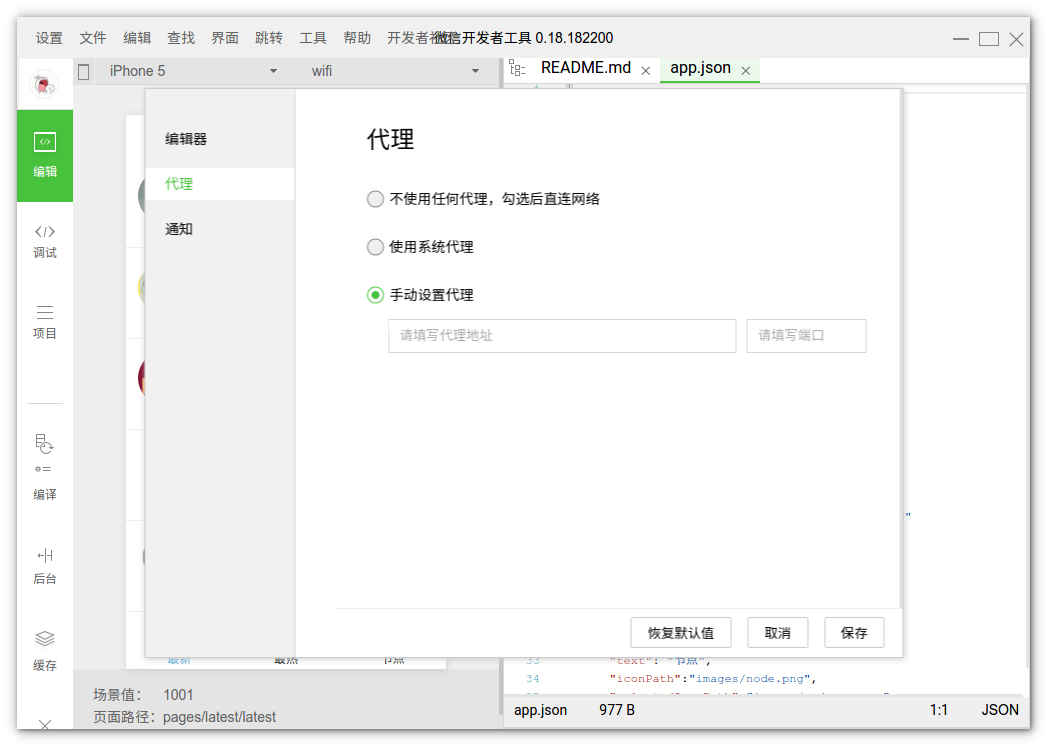 设置 文件 编辑 查找 界面 跳转 工具 帮助 开发者社区 微信开发者工具 0.18.182200
iPhone 5 wifi README.md app.json
编辑
调试
项目
编译
后台
缓存
编辑器
代理
通知
代理
不使用任何代理，勾选后直连网络
使用系统代理
手动设置代理
请填写代理地址 请填写端口
"
恢复默认值 取消 保存
最新 最热 节点
33 "text": "节点",
34 "iconPath":"images/node.png",
场景值： 1001
页面路径： pages/latest/latest
app.json 977 B 1:1 JSON